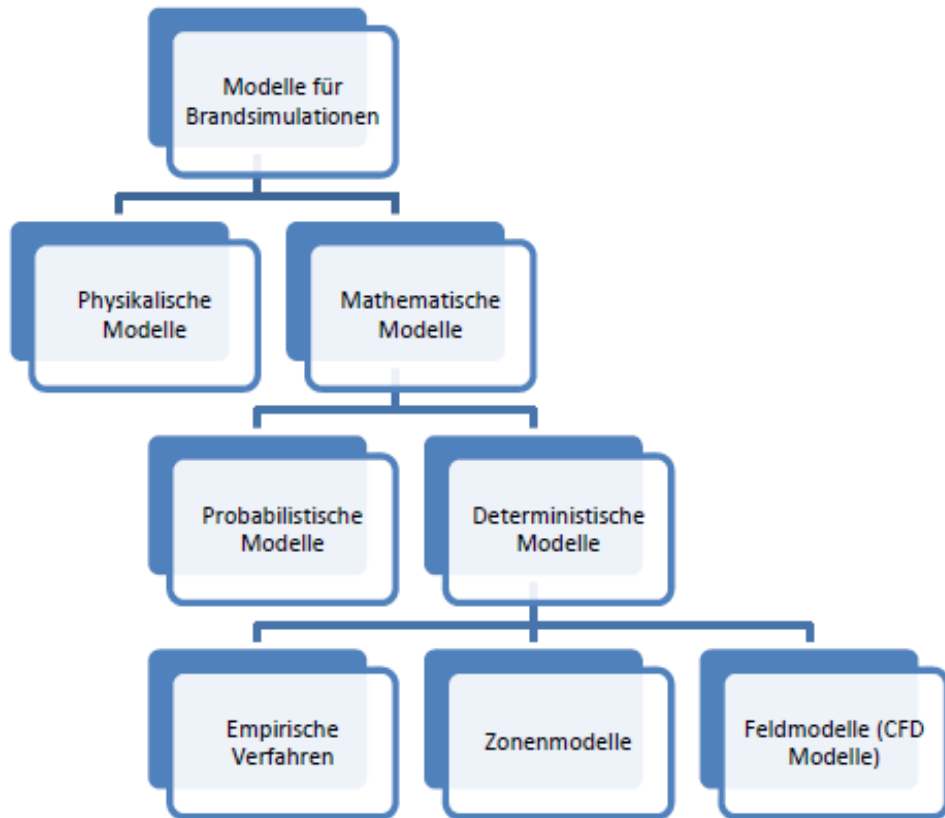 Modelle für
Brandsimulationen
Physikalische
Modelle
Mathematische
Modelle
Probabilistische
Modelle
Deterministische
Modelle
Empirische
Verfahren
Zonenmodelle
Feldmodelle (CFD
Modelle)